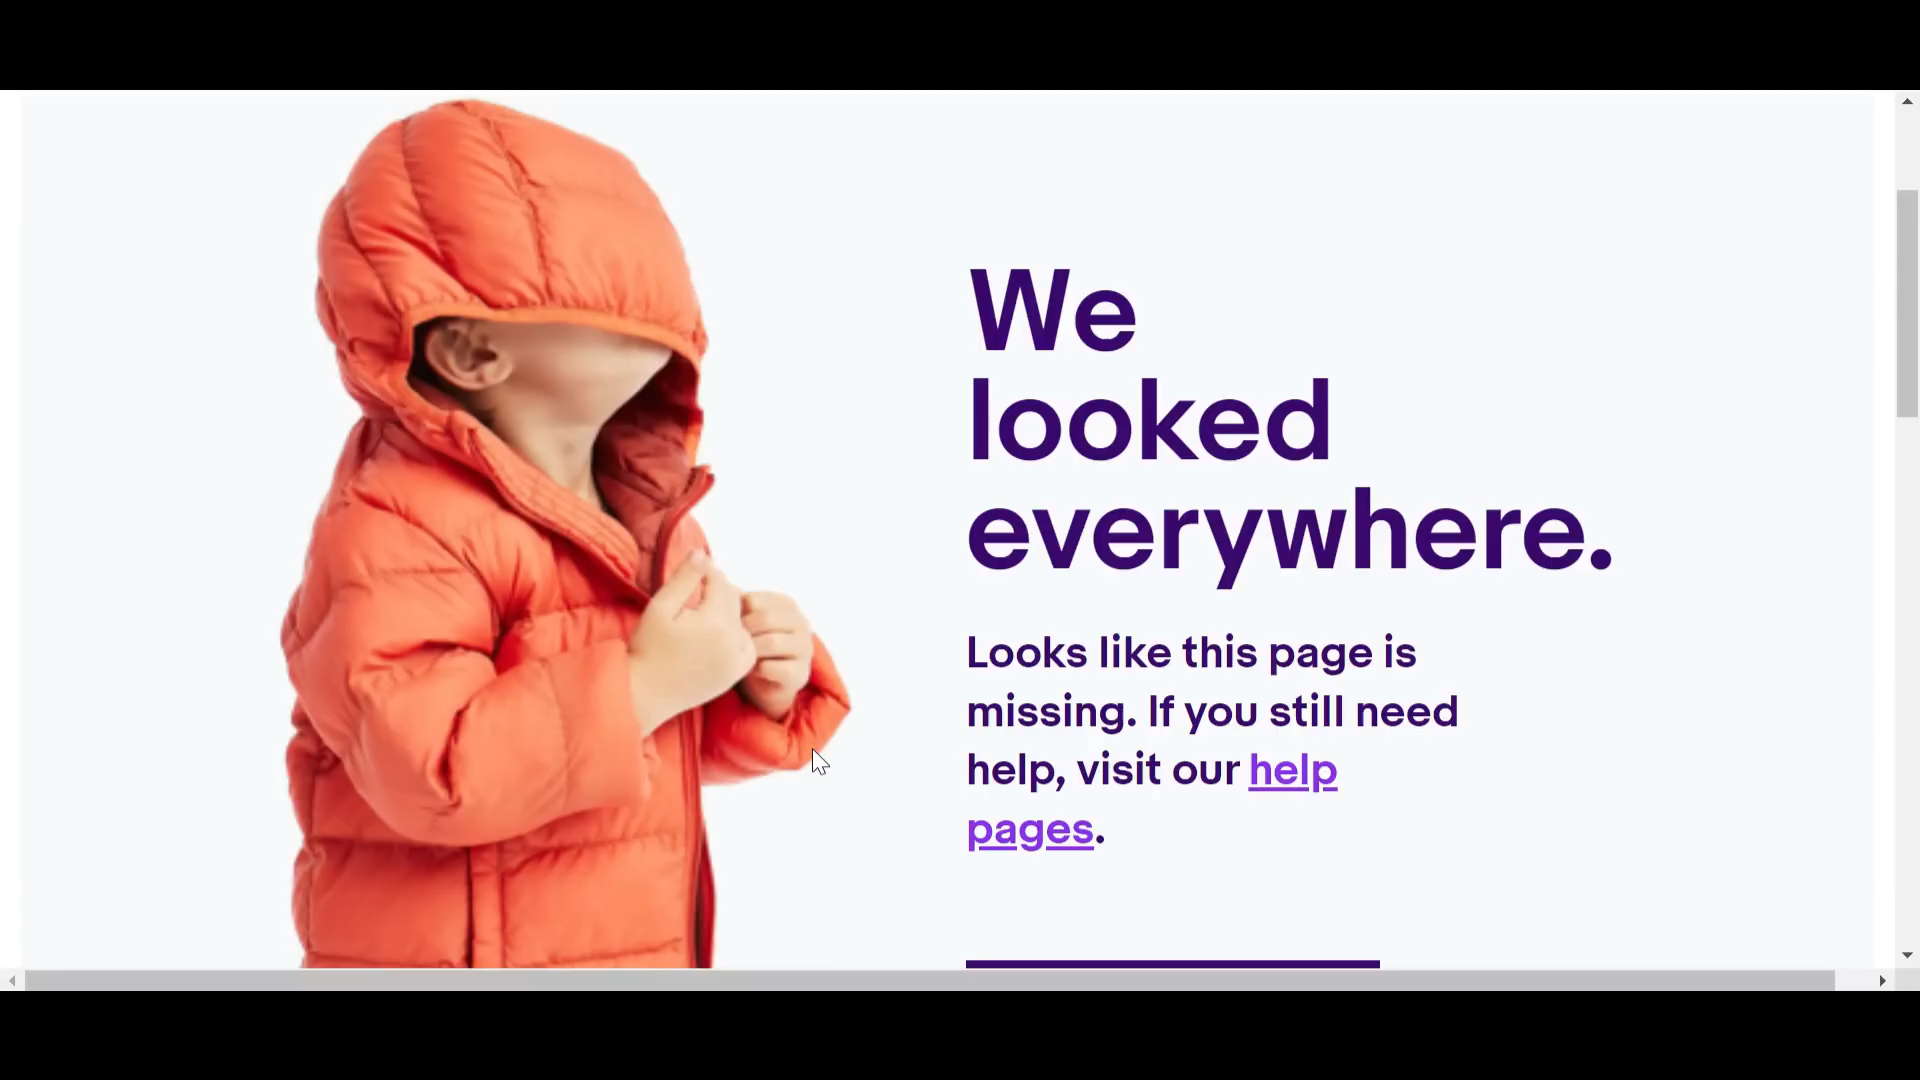 We
looked
everywhere.
Looks like this page is
missing. If you still need
help, visit our help
pages.